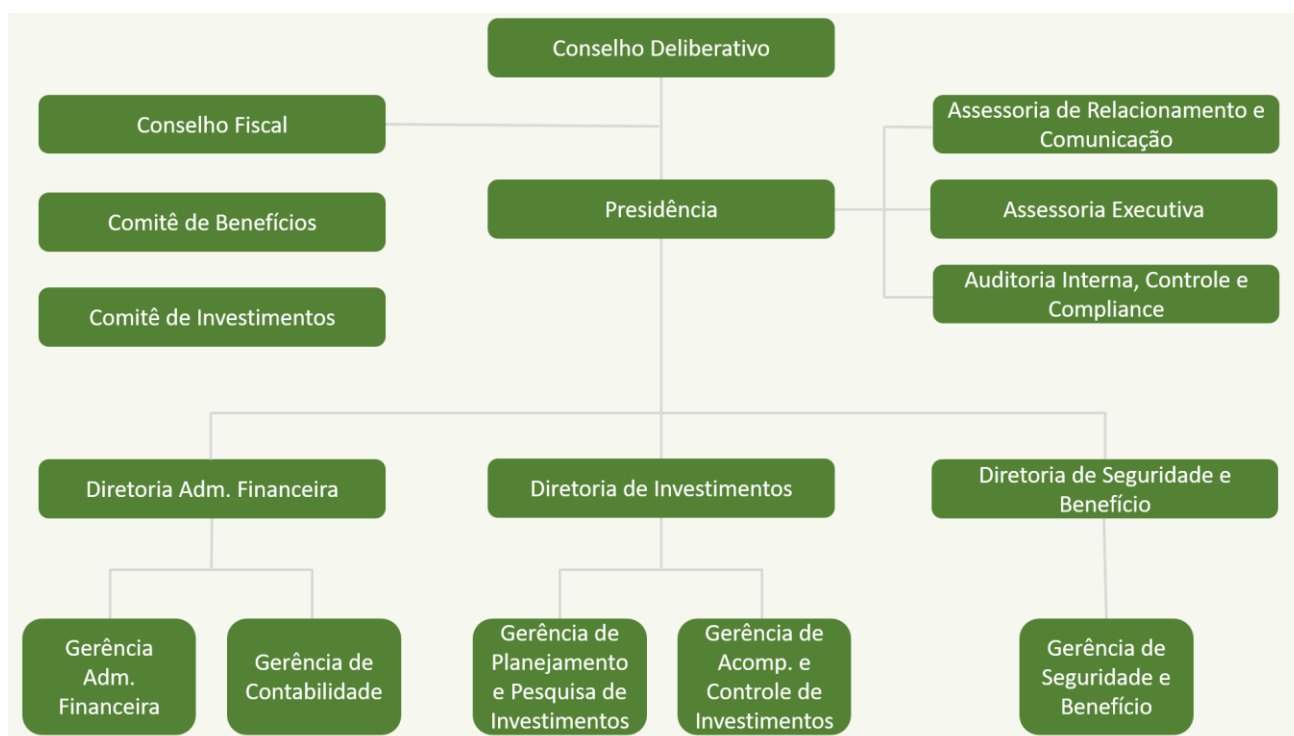 Conselho Deliberativo
Conselho Fiscal
Assessoria de Relacionamento e
Comunicação
Comitê de Benefícios
Presidência
Assessoria Executiva
Comitê de Investimentos
Auditoria Interna, Controle e
Compliance
Diretoria Adm. Financeira
Diretoria de Investimentos
Diretoria de Seguridade e
Benefício
Gerência
Adm.
Financeira
Gerência de
Contabilidade
Gerência de
Planejamento
e Pesquisa de
Investimentos
Gerência de
Acomp. e
Controle de
Investimentos
Gerência de
Seguridade e
Benefício